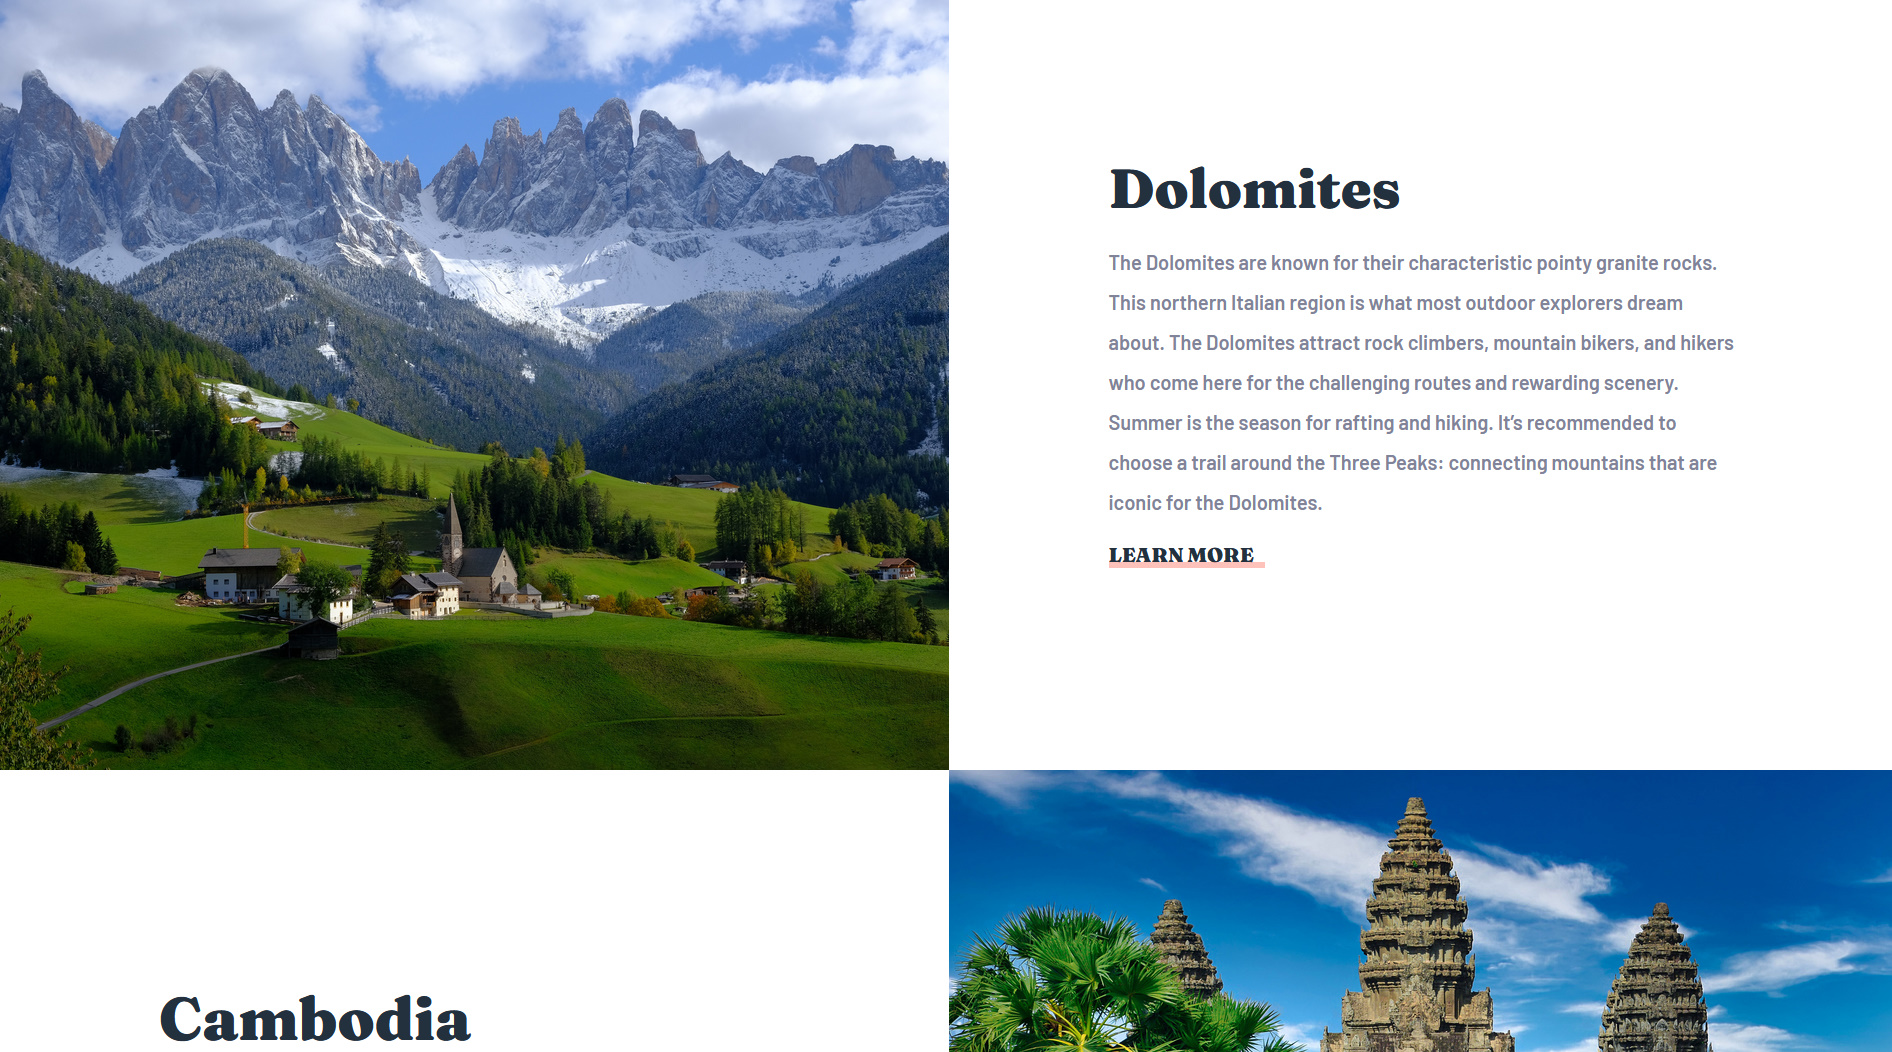 Dolomites
The Dolomites are known for their characteristic pointy granite rocks.
This northern Italian region is what most outdoor explorers dream
about. The Dolomites attract rock climbers, mountain bikers, and hikers
who come here for the challenging routes and rewarding scenery.
Summer is the season for rafting and hiking. It’s recommended to
choose a trail around the Three Peaks: connecting mountains that are
iconic for the Dolomites.
LEARN MORE
Cambodia